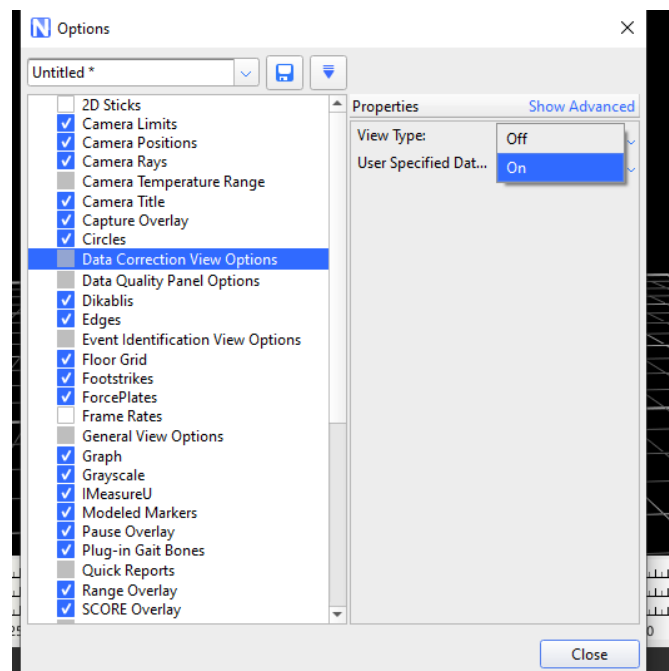 N Options
Untitled *
2D Sticks
Camera Limits
Camera Positions
Camera Rays
Camera Temperature Range
Camera Title
Capture Overlay
Circles
Data Correction View Options
Data Quality Panel Options
Dikablis
Edges
Event Identification View Options
Floor Grid
Footstrikes
ForcePlates
Frame Rates
General View Options
Graph
Grayscale
IMeasureU
Modeled Markers
Pause Overlay
Plug-in Gait Bones
Quick Reports
Range Overlay
SCORE Overlay
Properties Show Advanced
View Type: Off
User Specified Dat... On
Close